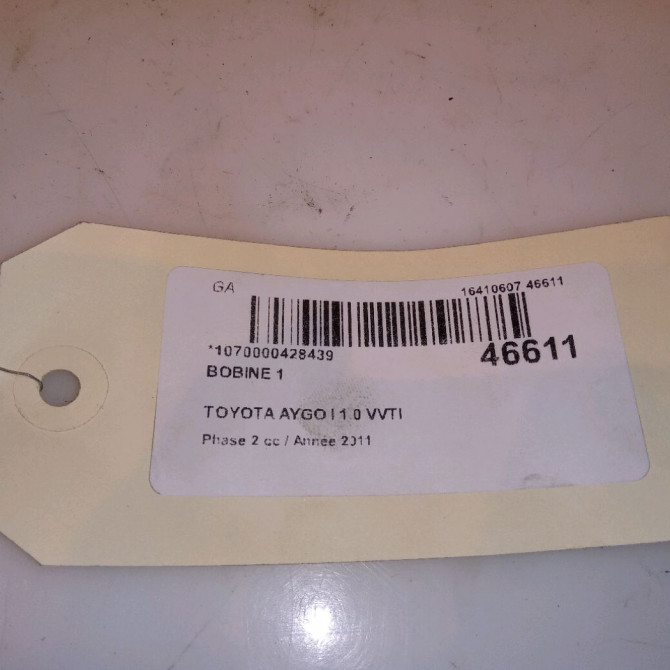 GA
16410607 46611
*1070000428439
46611
BOBINE 1
TOYOTA AYGO I 1.0 VVTI
Phase 2 cc / Année 2011